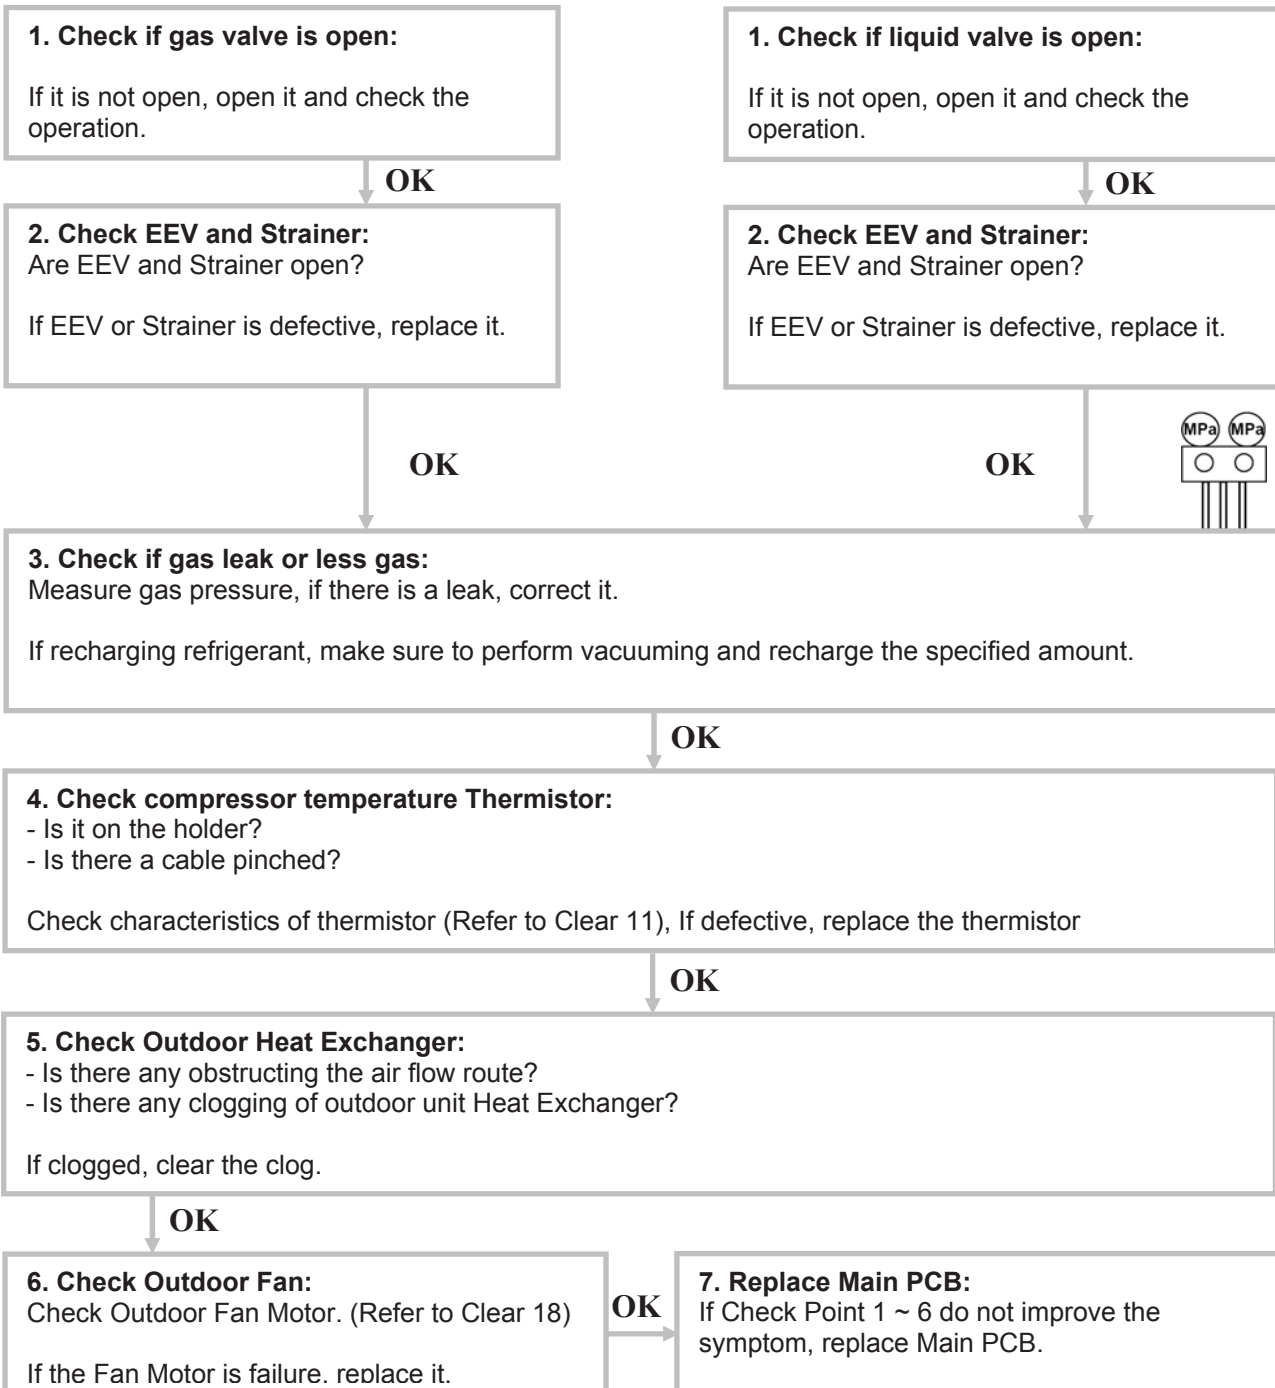 1. Check if gas valve is open:
If it is not open, open it and check the
operation.
OK
2. Check EEV and Strainer:
Are EEV and Strainer open?
If EEV or Strainer is defective, replace it.
OK
1. Check if liquid valve is open:
If it is not open, open it and check the
operation.
OK
2. Check EEV and Strainer:
Are EEV and Strainer open?
If EEV or Strainer is defective, replace it.
OK
MPa MPa
3. Check if gas leak or less gas:
Measure gas pressure, if there is a leak, correct it.
If recharging refrigerant, make sure to perform vacuuming and recharge the specified amount.
OK
4. Check compressor temperature Thermistor:
- Is it on the holder?
- Is there a cable pinched?
Check characteristics of thermistor (Refer to Clear 11), If defective, replace the thermistor
OK
5. Check Outdoor Heat Exchanger:
- Is there any obstructing the air flow route?
- Is there any clogging of outdoor unit Heat Exchanger?
If clogged, clear the clog.
OK
6. Check Outdoor Fan:
Check Outdoor Fan Motor. (Refer to Clear 18)
If the Fan Motor is failure, replace it.
OK
7. Replace Main PCB:
If Check Point 1 ~ 6 do not improve the
symptom, replace Main PCB.